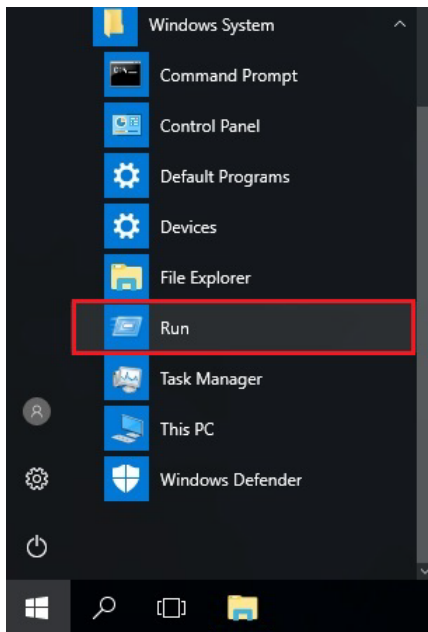 Windows System
Command Prompt
Control Panel
Default Programs
Devices
File Explorer
Run
Task Manager
This PC
Windows Defender